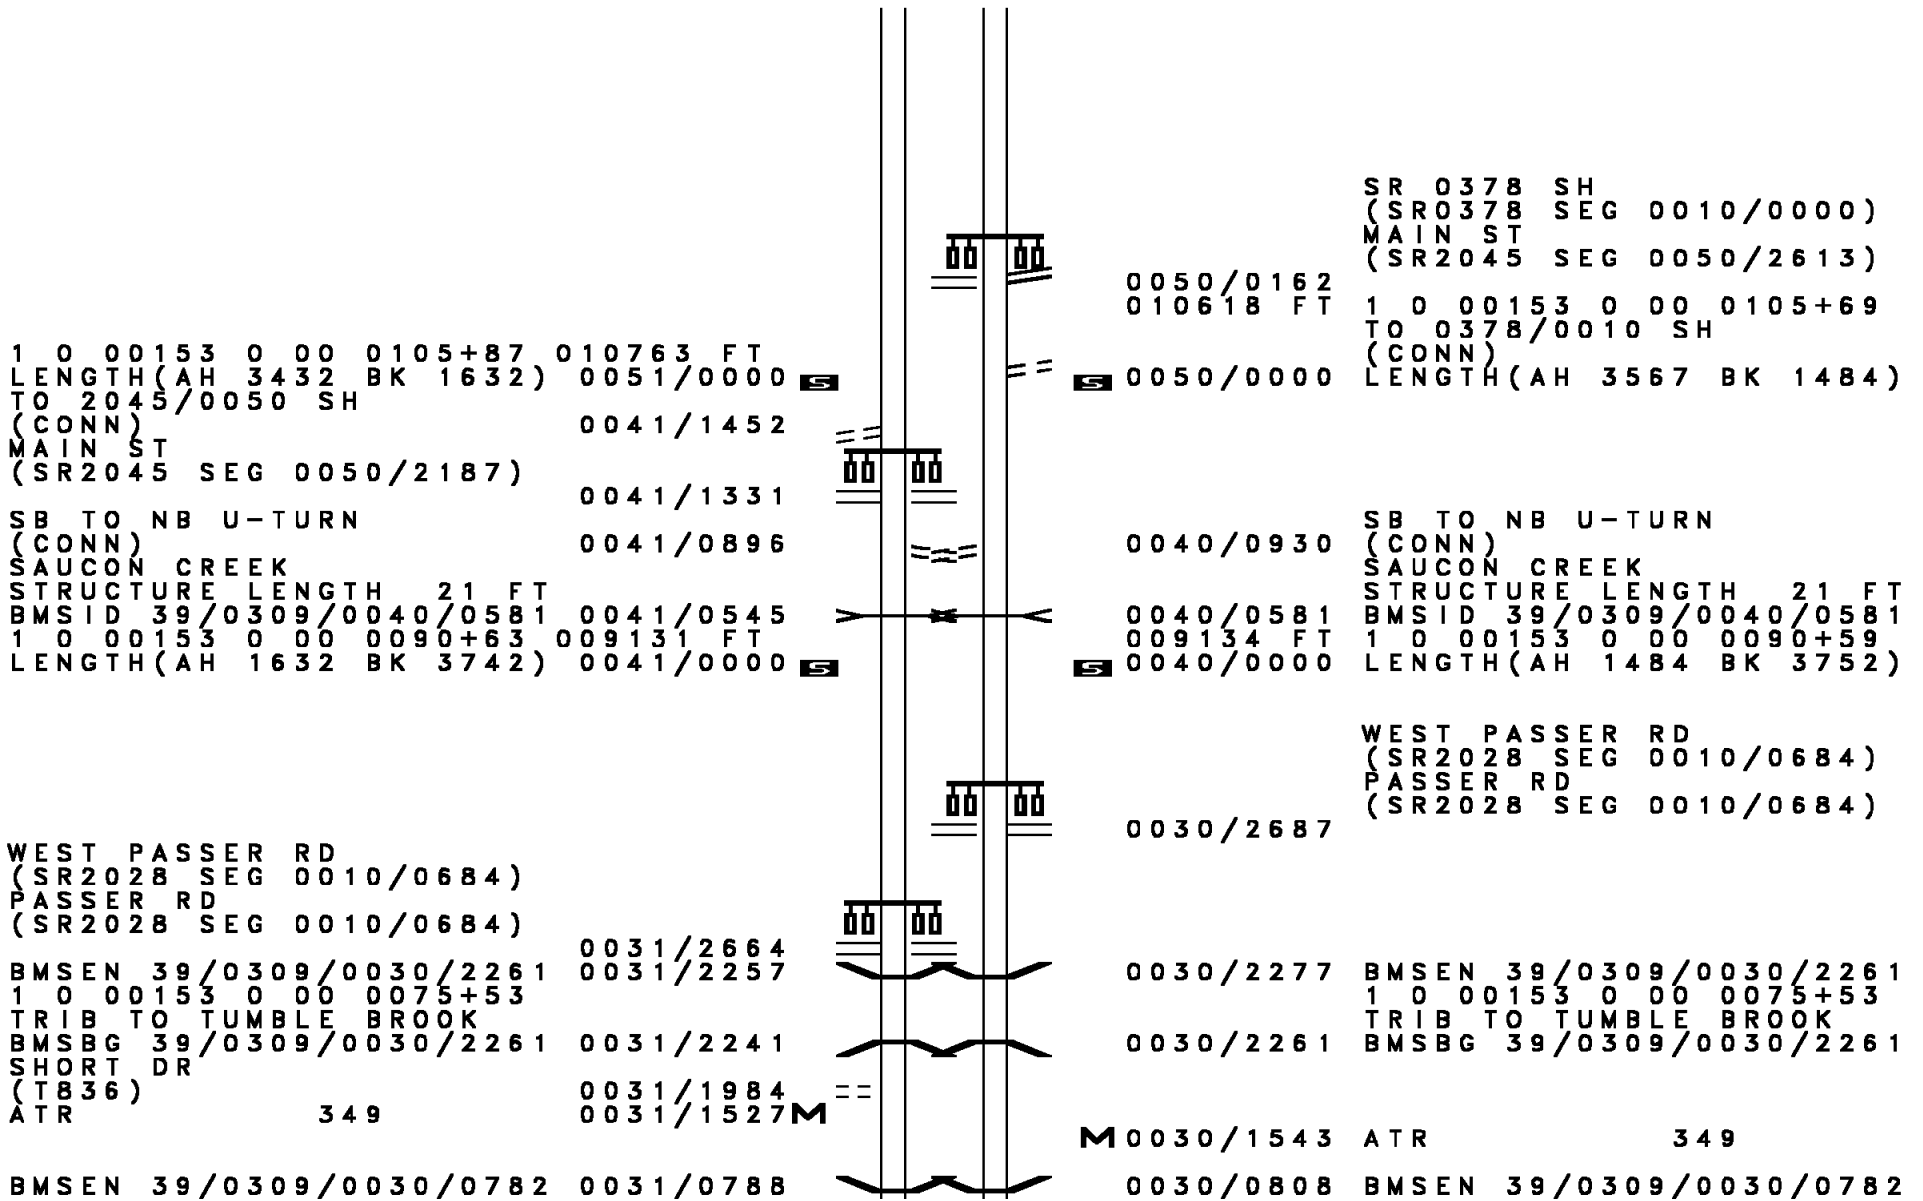 SR 0378 SH
(SR0378 SEG 0010/0000)
MAIN ST
(SR2045 SEG 0050/2613)
0050/0162
010618 FT 1 0 00153 0 00 0105+69
TO 0378/0010 SH
1 0 00153 0 00 0105+87 010763 FT
(CONN)
LENGTH(AH 3432 BK 1632) 0051/0000 S S 0050/0000 LENGTH(AH 3567 BK 1484)
TO 2045/0050 SH
(CONN) 0041/1452
MAIN ST
(SR2045 SEG 0050/2187)
0041/1331
SB TO NB U-TURN SB TO NB U-TURN
(CONN) 0041/0896 0040/0930 (CONN)
SAUCON CREEK SAUCON CREEK
STRUCTURE LENGTH 21 FT STRUCTURE LENGTH 21 FT
BMSID 39/0309/0040/0581 0041/0545 0040/0581 BMSID 39/0309/0040/0581
1 0 00153 0 00 0090+63 009131 FT 009134 FT 1 0 00153 0 00 0090+59
LENGTH(AH 1632 BK 3742) 0041/0000 S S 0040/0000 LENGTH(AH 1484 BK 3752)
WEST PASSER RD
(SR2028 SEG 0010/0684)
PASSER RD
(SR2028 SEG 0010/0684)
0030/2687
WEST PASSER RD
(SR2028 SEG 0010/0684)
PASSER RD
(SR2028 SEG 0010/0684)
0031/2664
BMSEN 39/0309/0030/2261 0031/2257 0030/2277 BMSEN 39/0309/0030/2261
1 0 00153 0 00 0075+53 1 0 00153 0 00 0075+53
TRIB TO TUMBLE BROOK TRIB TO TUMBLE BROOK
BMSBG 39/0309/0030/2261 0031/2241 0030/2261 BMSBG 39/0309/0030/2261
SHORT DR
(T836) 0031/1984
ATR 349 0031/1527 M
M 0030/1543 ATR 349
BMSEN 39/0309/0030/0782 0031/0788 0030/0808 BMSEN 39/0309/0030/0782